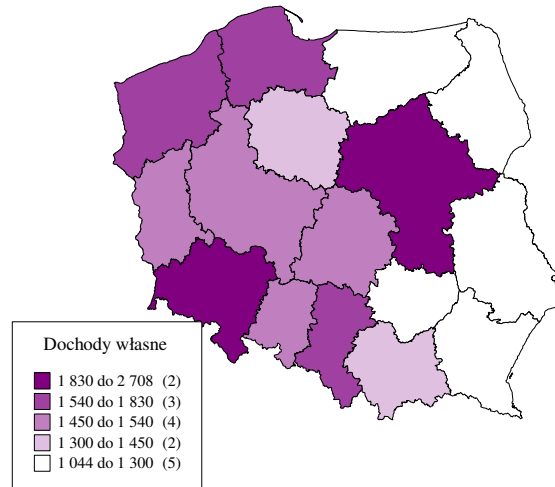 Dochody własne
1 830 do 2 708 (2)
1 540 do 1 830 (3)
1 450 do 1 540 (4)
1 300 do 1 450 (2)
1 044 do 1 300 (5)